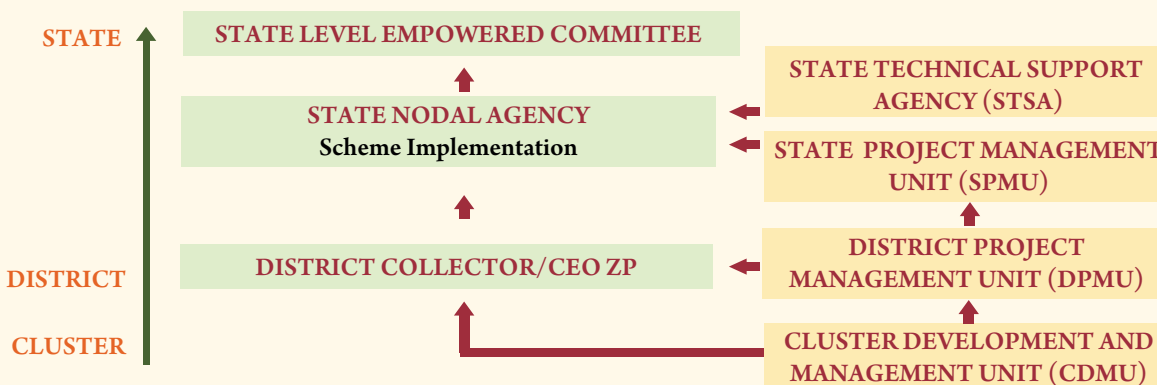 STATE
STATE LEVEL EMPOWERED COMMITTEE
STATE TECHNICAL SUPPORT
AGENCY (STSA)
STATE NODAL AGENCY
Scheme Implementation
STATE PROJECT MANAGEMENT
UNIT (SPMU)
DISTRICT
DISTRICT COLLECTOR/CEO ZP
DISTRICT PROJECT
MANAGEMENT UNIT (DPMU)
CLUSTER
CLUSTER DEVELOPMENT AND
MANAGEMENT UNIT (CDMU)